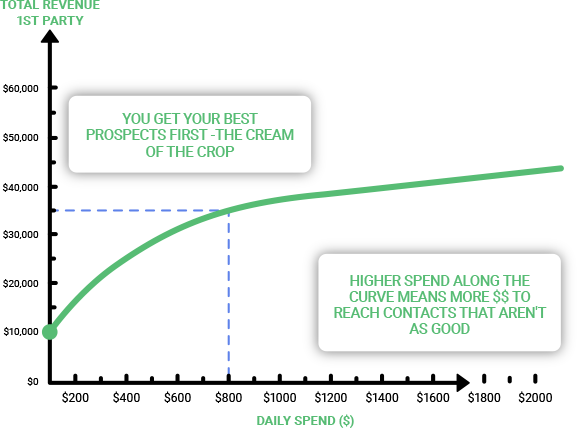 TOTAL REVENUE
1ST PARTY
$60,000
$50,000
$40,000
$30,000
$20,000
$10,000
$0
YOU GET YOUR BEST
PROSPECTS FIRST -THE CREAM
OF THE CROP
HIGHER SPEND ALONG THE
CURVE MEANS MORE $$ TO
REACH CONTACTS THAT AREN'T
AS GOOD
$200 $400 $600 $800 $1000 $1200 $1400 $1600 $1800 $2000
DAILY SPEND ($)